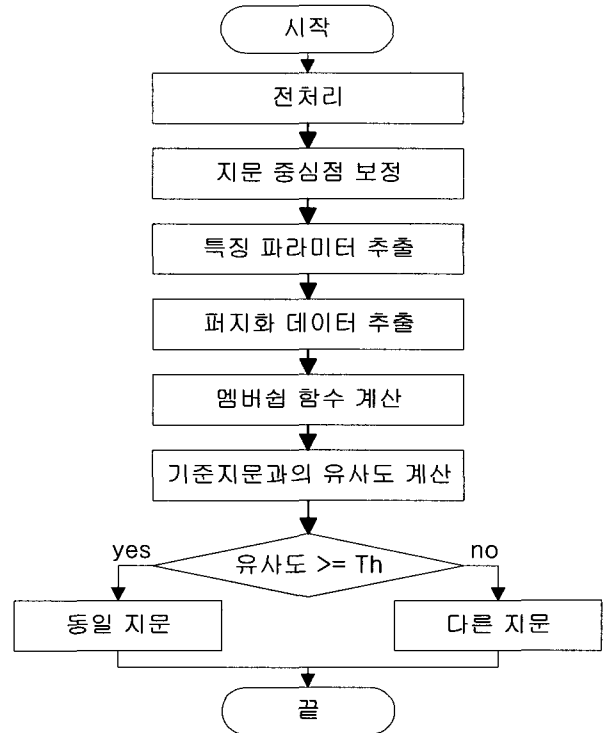 시작
전처리
지문 중심점 보정
특징 파라미터 추출
퍼지화 데이터 추출
멤버쉽 함수 계산
기준지문과의 유사도 계산
yes
유사도 >= Th
no
동일 지문
다른 지문
끝